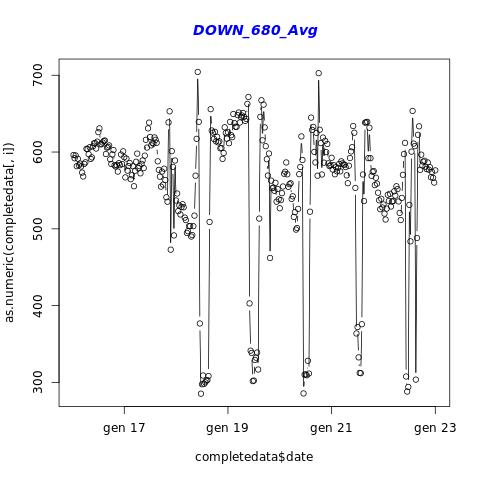 DOWN_680_Avg
700
600
500
400
300
as.numeric(completedata[, i])
gen 17
gen 19
gen 21
gen 23
completedata$date